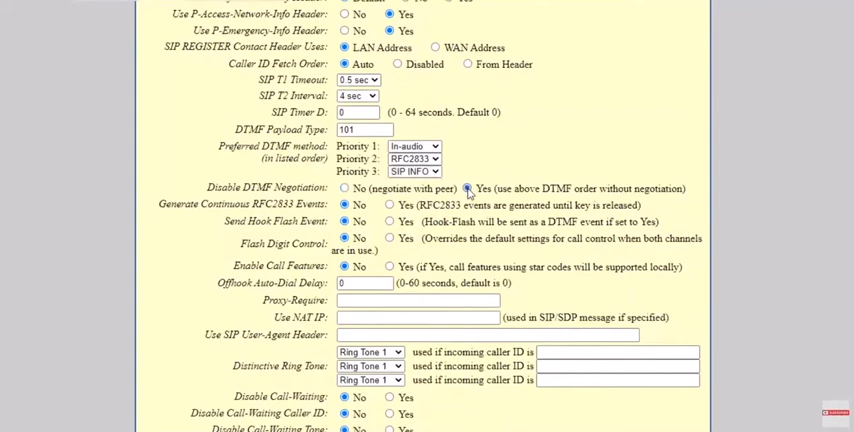 Use P-Access-Network-Info Header: No Yes
Use P-Emergency-Info Header: No Yes
SIP REGISTER Contact Header Uses: LAN Address WAN Address
Caller ID Fetch Order: Auto Disabled From Header
SIP T1 Timeout: 0.5 sec
SIP T2 Interval: 4 sec
SIP Timer D: 0 (0 - 64 seconds. Default 0)
DTMF Payload Type: 101
Preferred DTMF method: Priority 1: In-audio
(in listed order) Priority 2: RFC2833
Priority 3: SIP INFO
Disable DTMF Negotiation: No (negotiate with peer) Yes (use above DTMF order without negotiation)
Generate Continuous RFC2833 Events: No Yes (RFC2833 events are generated until key is released)
Send Hook Flash Event: No Yes (Hook-Flash will be sent as a DTMF event if set to Yes)
Flash Digit Control: No Yes (Overrides the default settings for call control when both channels
are in use.)
Enable Call Features: No Yes (if Yes, call features using star codes will be supported locally)
Offhook Auto-Dial Delay: 0 (0-60 seconds, default is 0)
Proxy-Require:
Use NAT IP: (used in SIP/SDP message if specified)
Use SIP User-Agent Header:
Ring Tone 1 used if incoming caller ID is
Distinctive Ring Tone: Ring Tone 1 used if incoming caller ID is
Ring Tone 1 used if incoming caller ID is
Disable Call-Waiting: No Yes
Disable Call-Waiting Caller ID: No Yes
Disable Call-Waiting Tone: No Yes